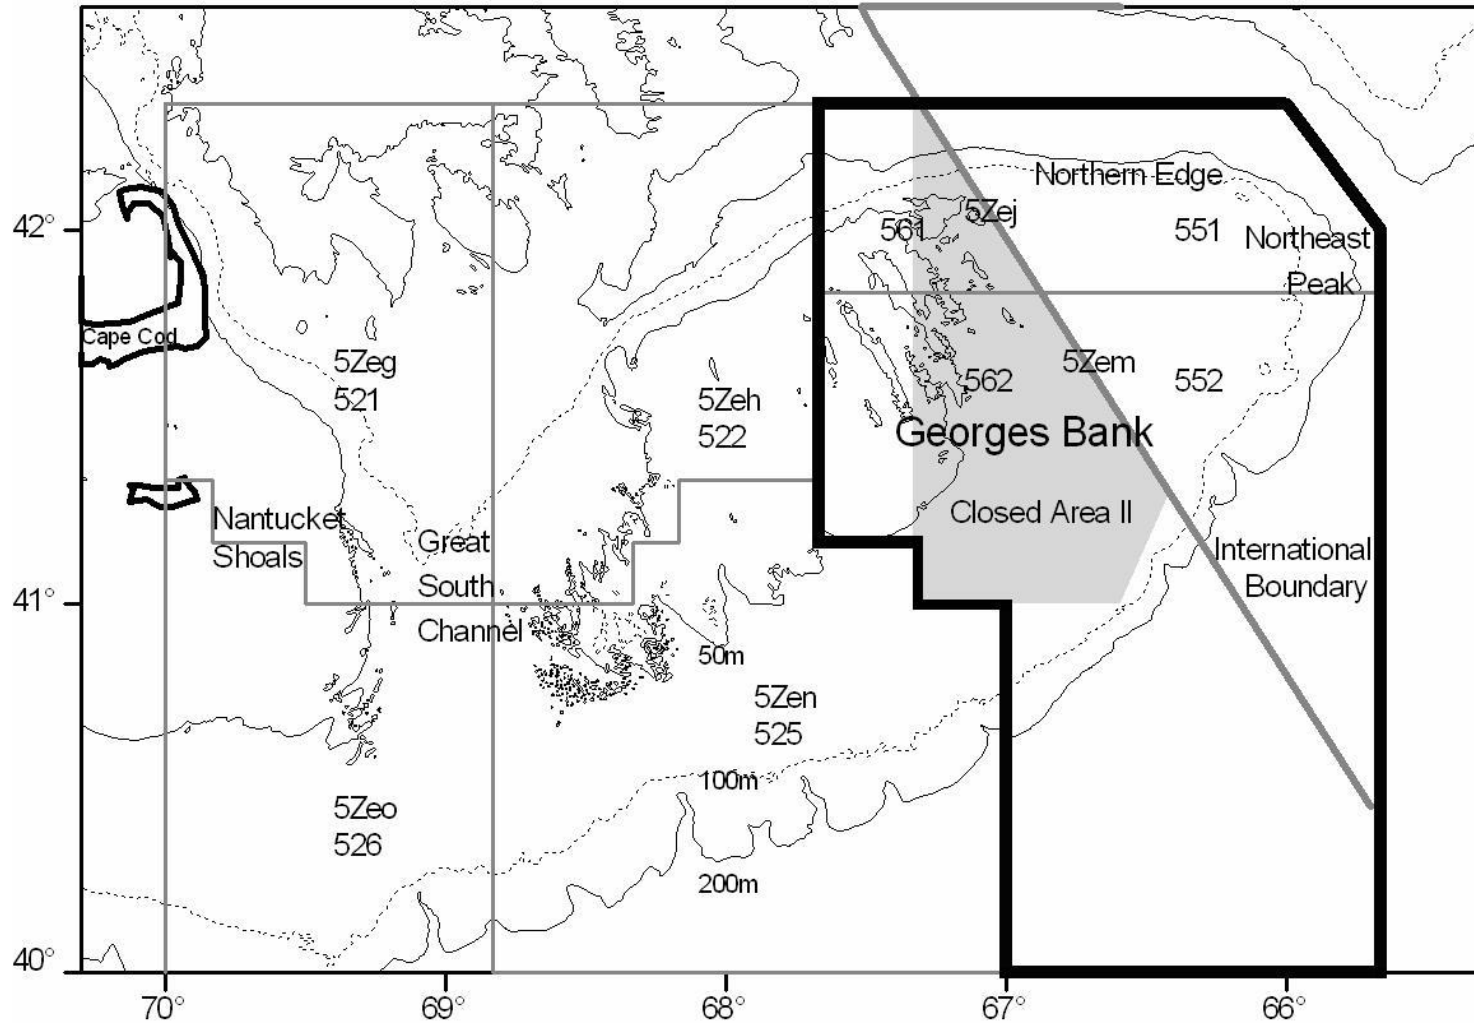 Northern Edge
5Zej
42°
561
551
Northeast
Peak
Cape Cod
5Zeg
521
5Zeh
522
5Zem
562
552
Georges Bank
Closed Area II
Nantucket
Shoals
Great
South
Channel
International
Boundary
41°
50m
5Zen
525
100m
5Zeo
526
200m
40°
70°
69°
68°
67°
66°